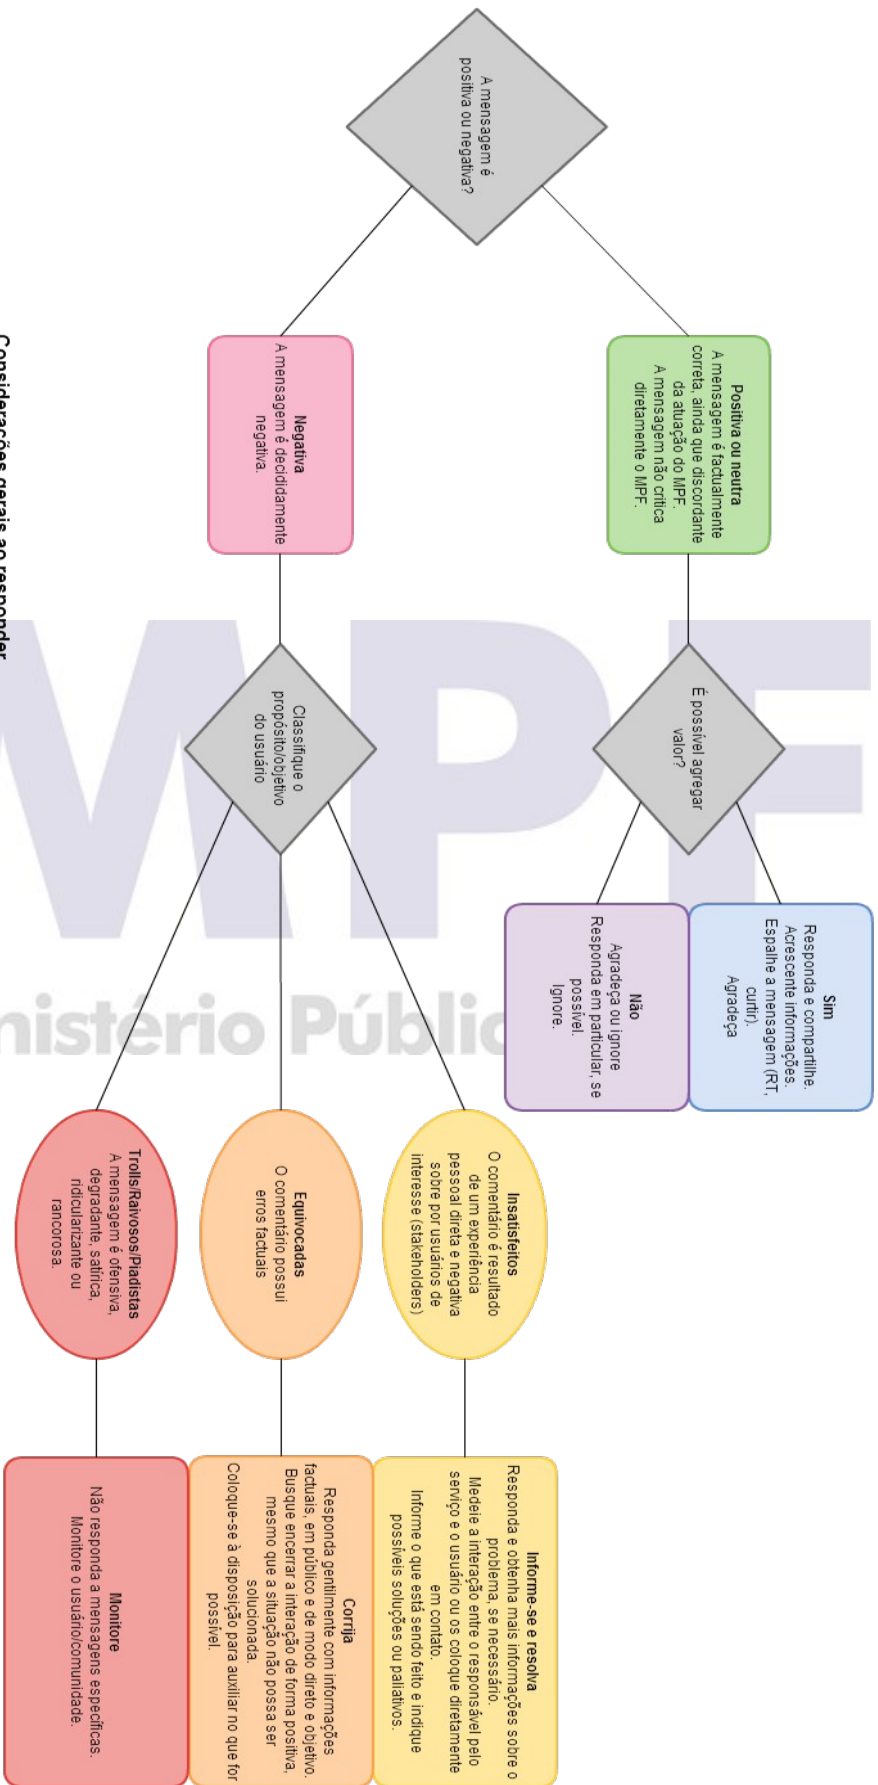 A mensagem é
positiva ou negativa?
Positiva ou neutra
A mensagem é factualmente
correta, ainda que discordante
da atuação do MPF.
A mensagem não critica
diretamente o MPF.
É possível agregar
valor?
Sim
Responda e compartilhe.
Acrescente informações.
Espalhe a mensagem (RT,
curtir).
Agradeça
Não
Agradeça ou ignore
Responda em particular, se
possível.
Ignore.
Negativa
A mensagem é decididamente
negativa.
Classifique o
propósito/objetivo
do usuário
Insatisfeitos
O comentário é resultado
de um experiência
pessoal direta e negativa
sobre por usuários de
interesse (stakeholders)
Informe-se e resolva
Responda e obtenha mais informações sobre o
problema, se necessário.
Medeie a interação entre o responsável pelo
serviço e o usuário ou os coloque diretamente
em contato.
Informe o que está sendo feito e indique
possíveis soluções ou paliativos.
Equivocadas
O comentário possui
erros factuais
Corrija
Responda gentilmente com informações
factuais, em público e de modo direto e objetivo.
Busque encerrar a interação de forma positiva,
mesmo que a situação não possa ser
solucionada.
Coloque-se à disposição para auxiliar no que for
possível.
Trolls/Raivosos/Piadistas
A mensagem é ofensiva,
degradante, satírica,
ridicularizante ou
rancorosa.
Monitore
Não responda a mensagens específicas.
Monitore o usuário/comunidade.
Considerações gerais ao responder
MPF
nistério Públic